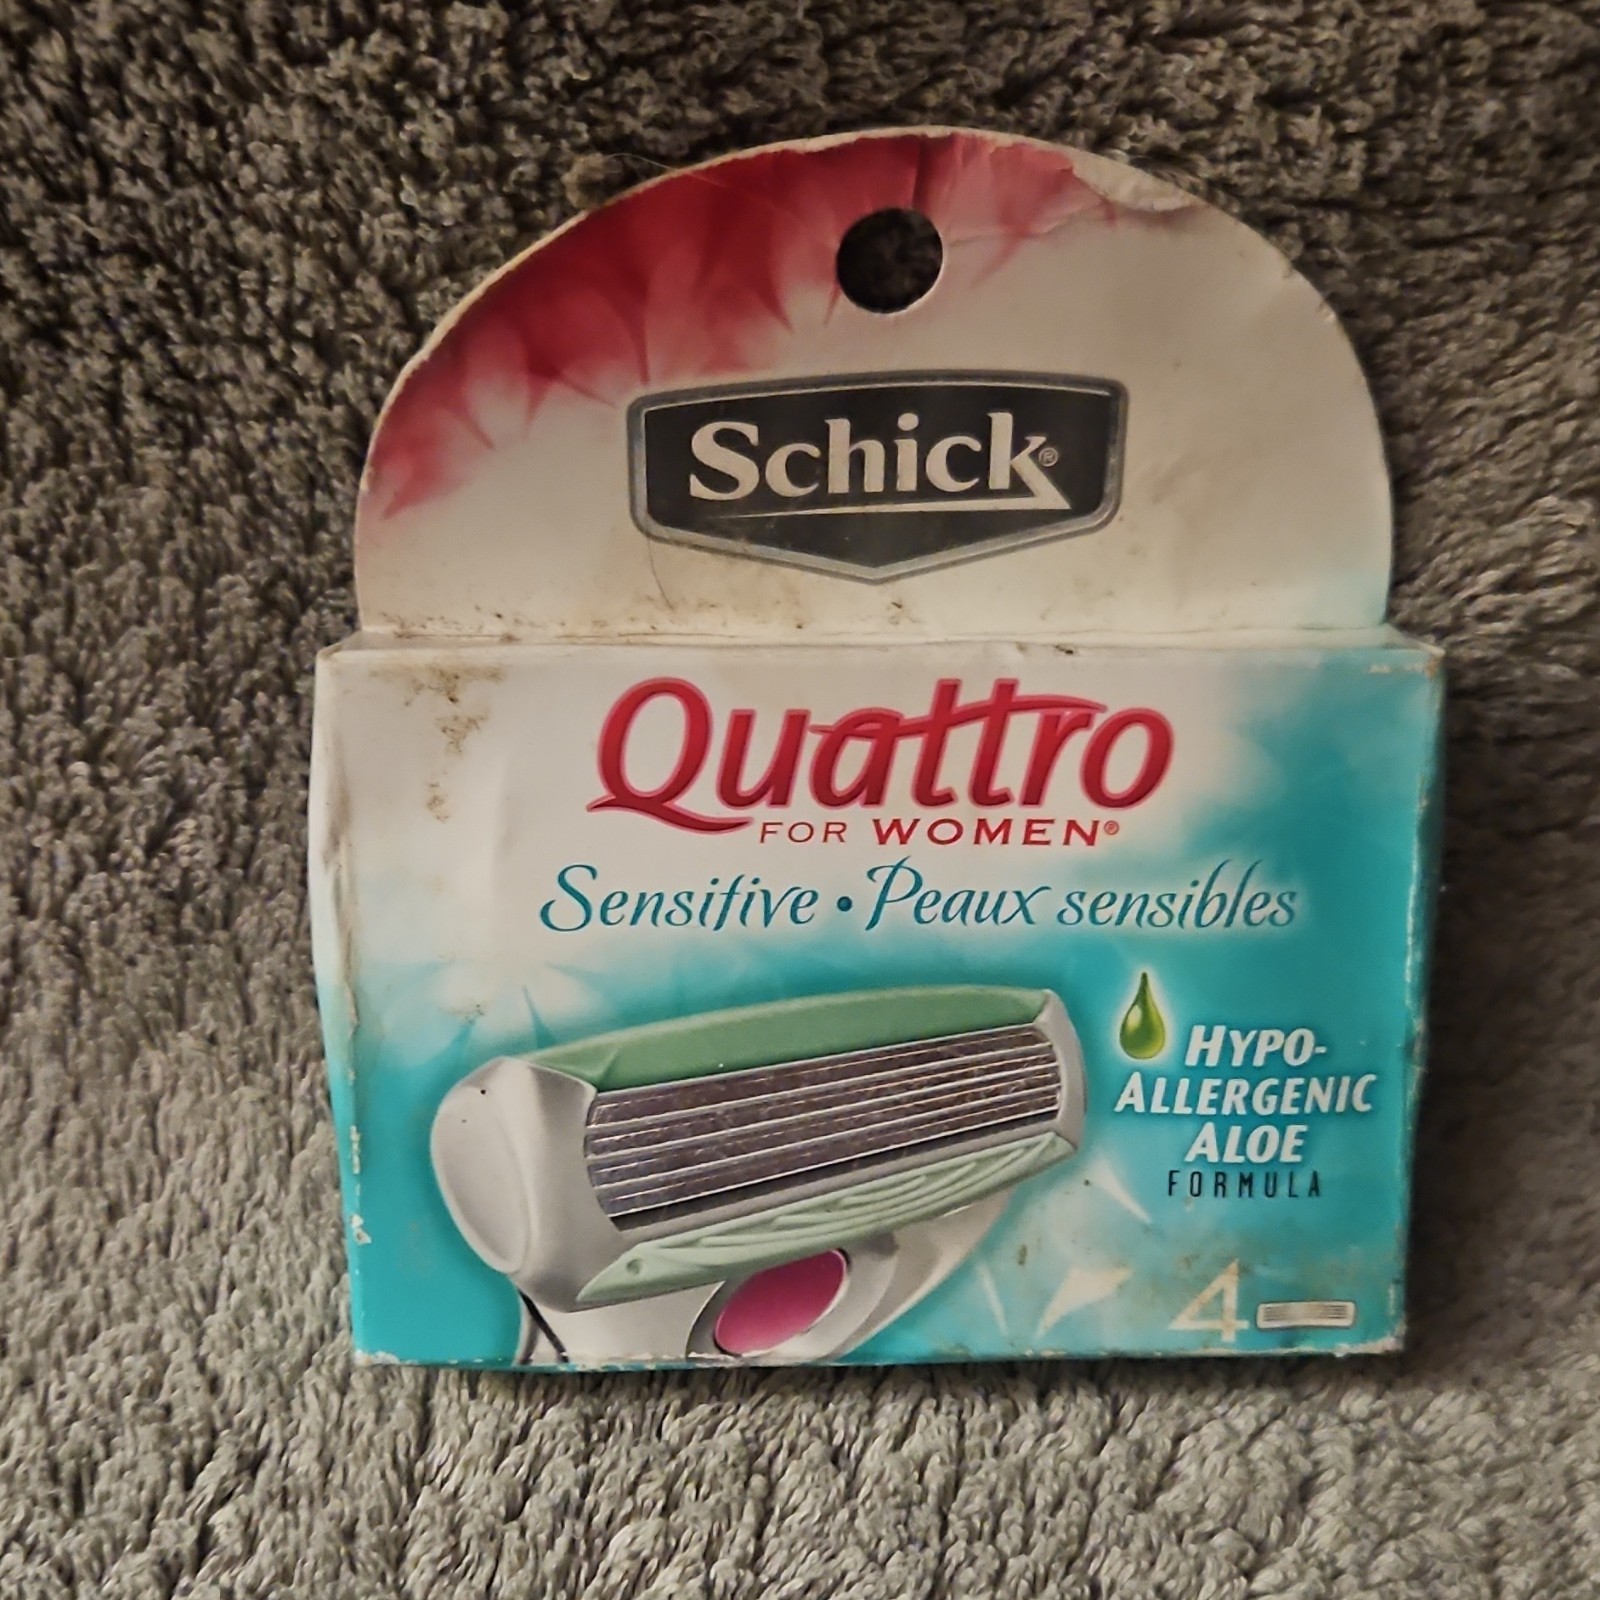 Schick®
Quattro
FOR WOMEN®
Sensitive • Peaux sensibles
HYPO-
ALLERGENIC
ALOE
FORMULA
4